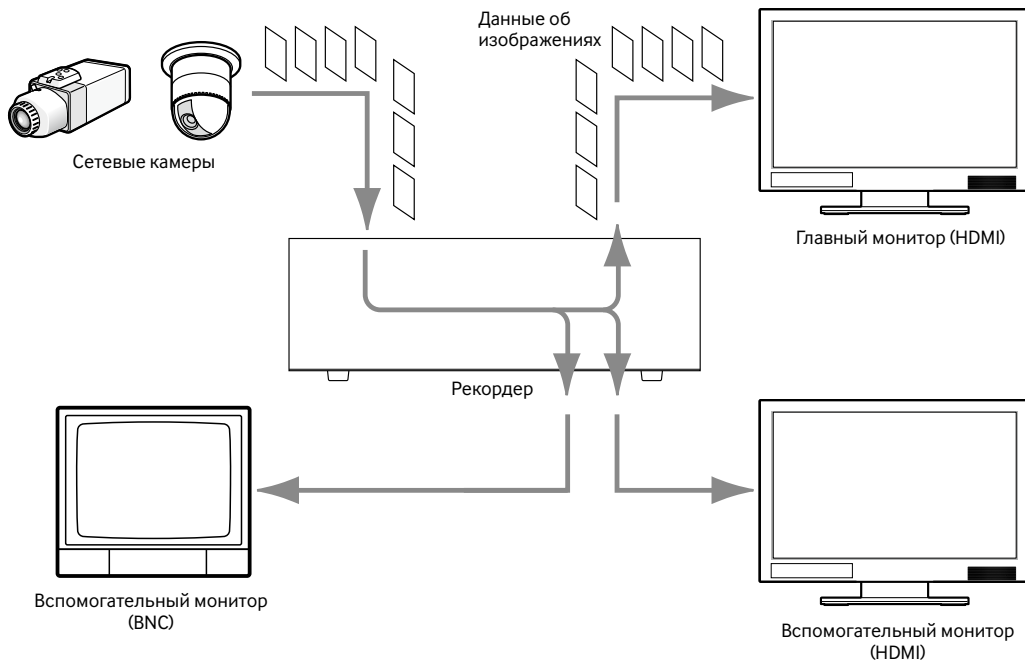 Данные об
изображениях
Сетевые камеры
Главный монитор (HDMI)
Рекордер
Вспомогательный монитор
(BNC)
Вспомогательный монитор
(HDMI)